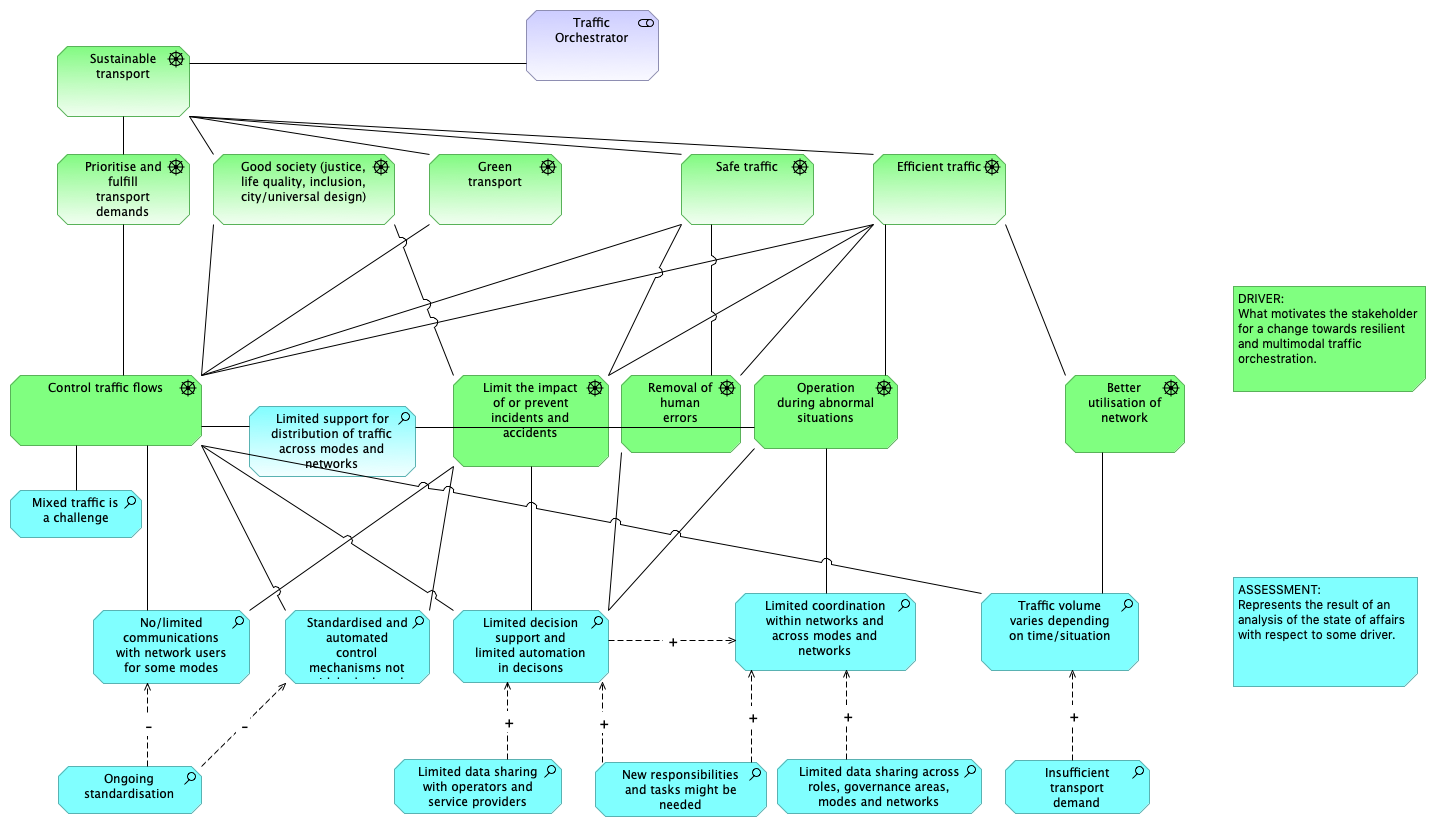 Traffic
Orchestrator
Sustainable
transport
Prioritise and
fulfill
transport
demands
Good society (justice,
life quality, inclusion,
city/universal design)
Green
transport
Safe traffic
Efficient traffic
DRIVER:
What motivates the stakeholder
for a change towards resilient
and multimodal traffic
orchestration.
Control traffic flows
Limited support for
distribution of traffic
across modes and
networks
Limit the impact
of or prevent
incidents and
accidents
Removal of
human
errors
Operation
during abnormal
situations
Better
utilisation of
network
Mixed traffic is
a challenge
No/limited
communications
with network users
for some modes
Standardised and
automated
control
mechanisms not
Limited decision
support and
limited automation
in decisons
Limited coordination
within networks and
across modes and
networks
Traffic volume
varies depending
on time/situation
ASSESSMENT:
Represents the result of an
analysis of the state of affairs
with respect to some driver.
+
-
-
+
+
+
+
+
Ongoing
standardisation
Limited data sharing
with operators and
service providers
New responsibilities
and tasks might be
needed
Limited data sharing across
roles, governance areas,
modes and networks
Insufficient
transport
demand